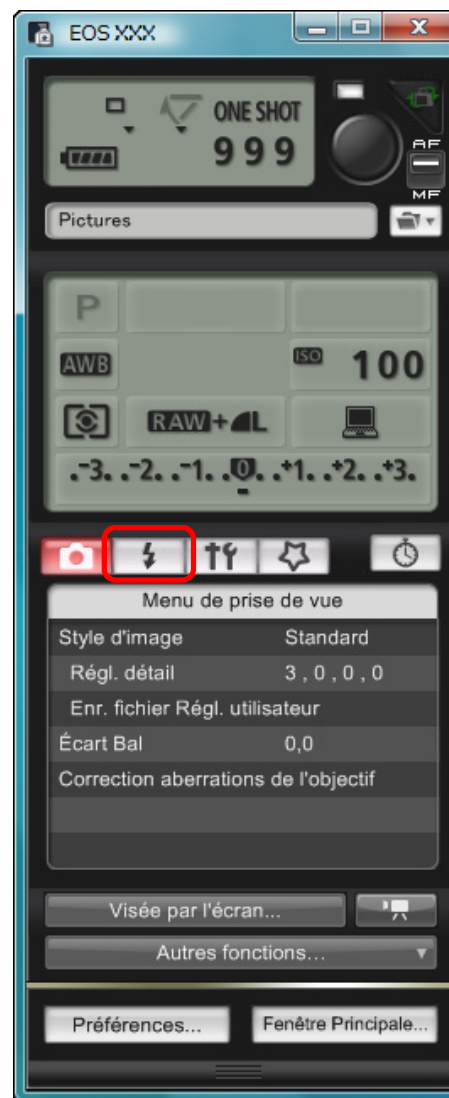 EOS XXX
ONE SHOT
999
AF
MF
Pictures
P
AWB
ISO 100
RAW+L
-3. .-2. .-1. .0. .+1. .+2. .+3.
Menu de prise de vue
Style d'image Standard
Régl. détail 3 , 0 , 0 , 0
Enr. fichier Régl. utilisateur
Écart Bal 0,0
Correction aberrations de l'objectif
Visée par l'écran...
Autres fonctions...
Préférences... Fenêtre Principale...